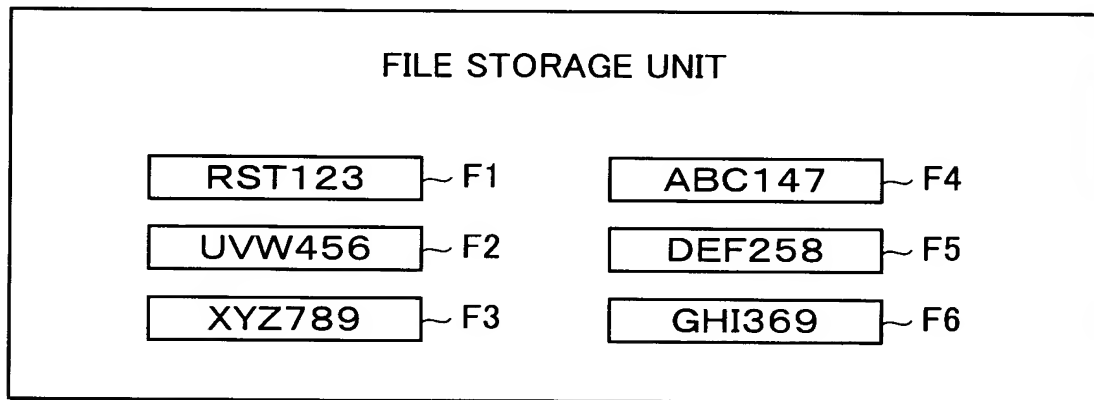 FILE STORAGE UNIT
RST123 F1 ABC147 F4
UVW456 F2 DEF258 F5
XYZ789 F3 GHI369 F6